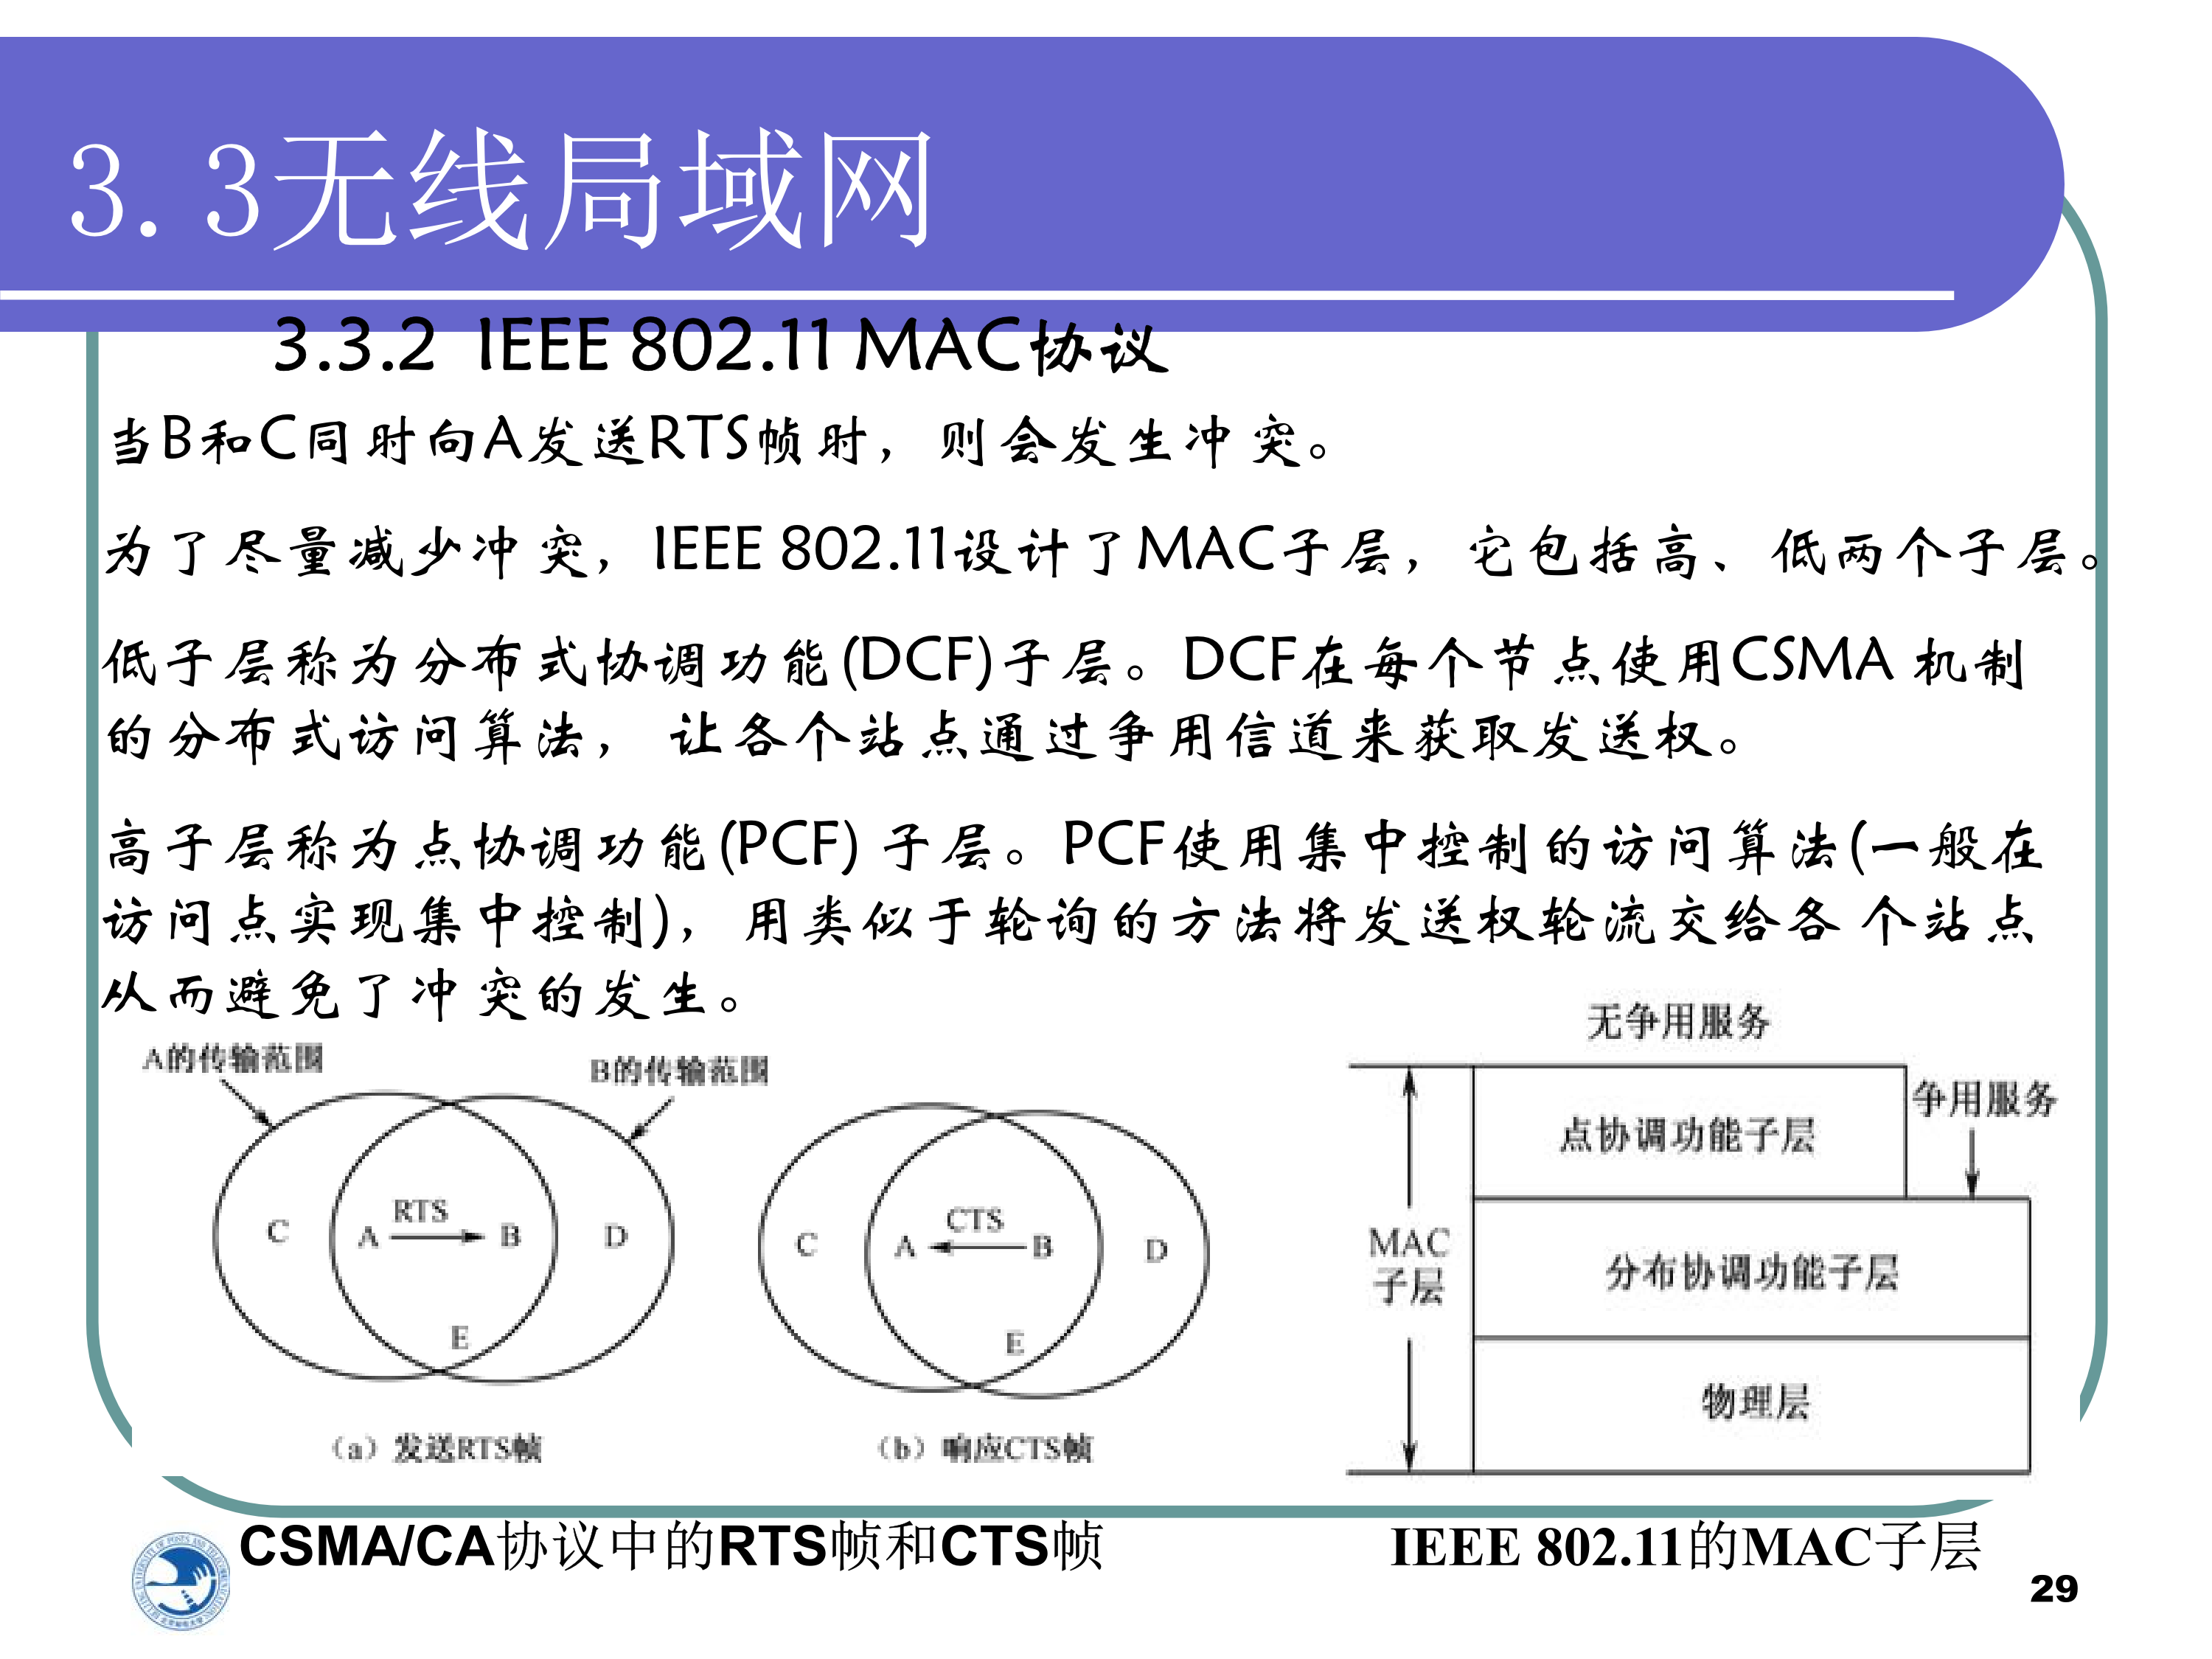 3.3无线局域网
3.3.2 IEEE 802.11 MAC协议
当B和C同时向A发送RTS帧时，则会发生冲突。
为了尽量减少冲突，IEEE 802.11设计了MAC子层，它包括高、低两个子层。
低子层称为分布式协调功能(DCF)子层。DCF在每个节点使用CSMA 机制
的分布式访问算法， 让各个站点通过争用信道来获取发送权。
高子层称为点协调功能(PCF) 子层。PCF使用集中控制的访问算法(一般在
访问点实现集中控制)，用类似于轮询的方法将发送权轮流交给各个站点
从而避免了冲突的发生。
A的传输范围
B的传输范围
C
A
RTS
B
D
E
（a）发送RTS帧
C
A
CTS
B
D
E
（b）响应CTS帧
无争用服务
争用服务
点协调功能子层
MAC
子层
分布协调功能子层
物理层
CSMA/CA协议中的RTS帧和CTS帧
IEEE 802.11的MAC子层
29